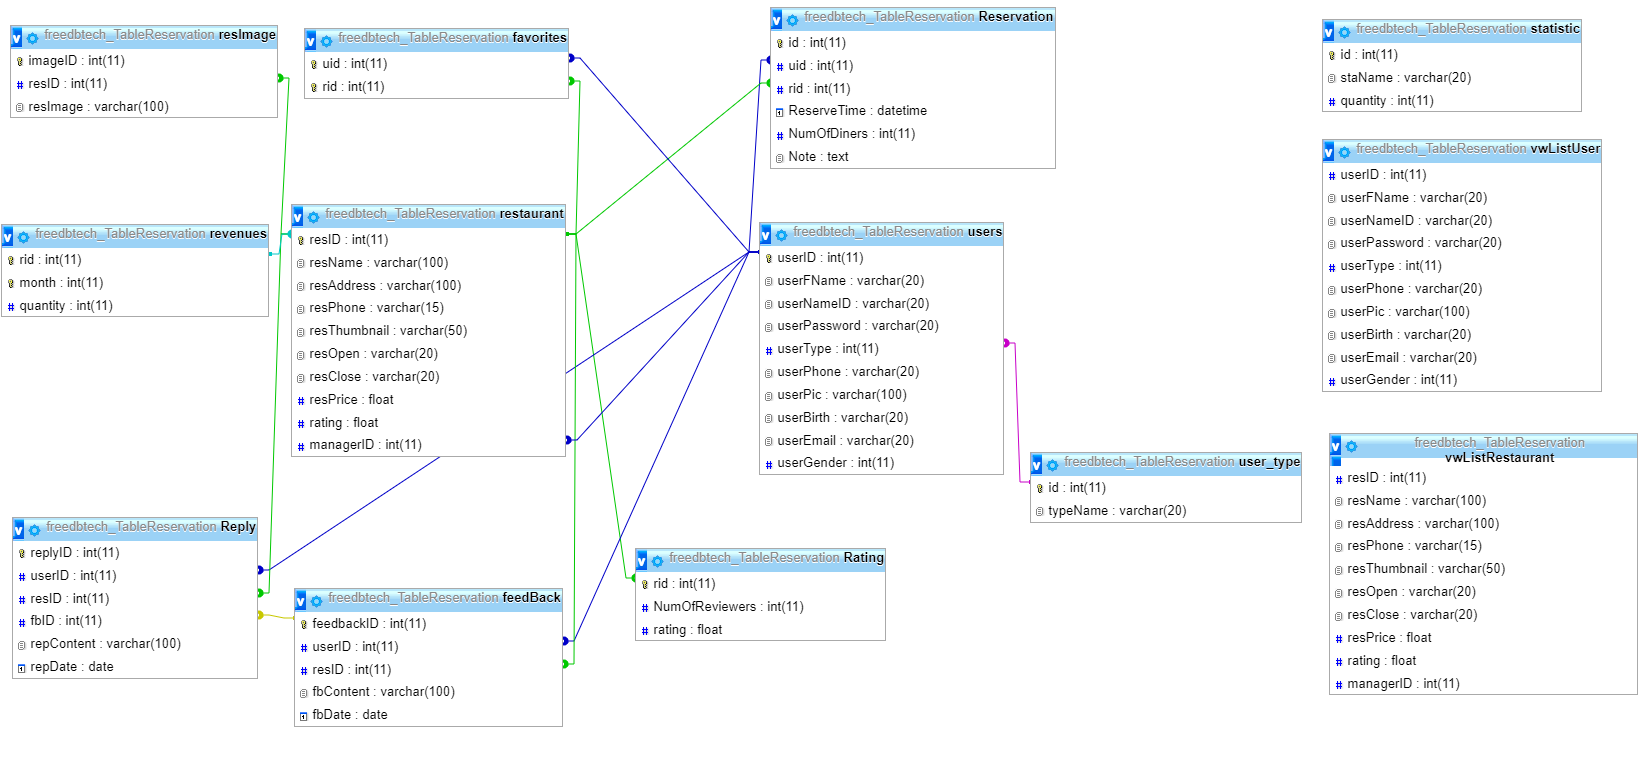 freedbtech_TableReservation resImage
imageID : int(11)
resID : int(11)
resImage : varchar(100)
freedbtech_TableReservation favorites
uid : int(11)
rid : int(11)
freedbtech_TableReservation Reservation
id : int(11)
uid : int(11)
rid : int(11)
ReserveTime : datetime
NumOfDiners : int(11)
Note : text
freedbtech_TableReservation statistic
id : int(11)
staName : varchar(20)
quantity : int(11)
freedbtech_TableReservation vwListUser
userID : int(11)
userFName : varchar(20)
userNameID : varchar(20)
userPassword : varchar(20)
userType : int(11)
userPhone : varchar(20)
userPic : varchar(100)
userBirth : varchar(20)
userEmail : varchar(20)
userGender : int(11)
freedbtech_TableReservation revenues
rid : int(11)
month : int(11)
quantity : int(11)
freedbtech_TableReservation restaurant
resID : int(11)
resName : varchar(100)
resAddress : varchar(100)
resPhone : varchar(15)
resThumbnail : varchar(50)
resOpen : varchar(20)
resClose : varchar(20)
resPrice : float
rating : float
managerID : int(11)
freedbtech_TableReservation users
userID : int(11)
userFName : varchar(20)
userNameID : varchar(20)
userPassword : varchar(20)
userType : int(11)
userPhone : varchar(20)
userPic : varchar(100)
userBirth : varchar(20)
userEmail : varchar(20)
userGender : int(11)
freedbtech_TableReservation user_type
id : int(11)
typeName : varchar(20)
freedbtech_TableReservation
vwListRestaurant
resID : int(11)
resName : varchar(100)
resAddress : varchar(100)
resPhone : varchar(15)
resThumbnail : varchar(50)
resOpen : varchar(20)
resClose : varchar(20)
resPrice : float
rating : float
managerID : int(11)
freedbtech_TableReservation Reply
replyID : int(11)
userID : int(11)
resID : int(11)
fbID : int(11)
repContent : varchar(100)
repDate : date
freedbtech_TableReservation feedBack
feedbackID : int(11)
userID : int(11)
resID : int(11)
fbContent : varchar(100)
fbDate : date
freedbtech_TableReservation Rating
rid : int(11)
NumOfReviewers : int(11)
rating : float